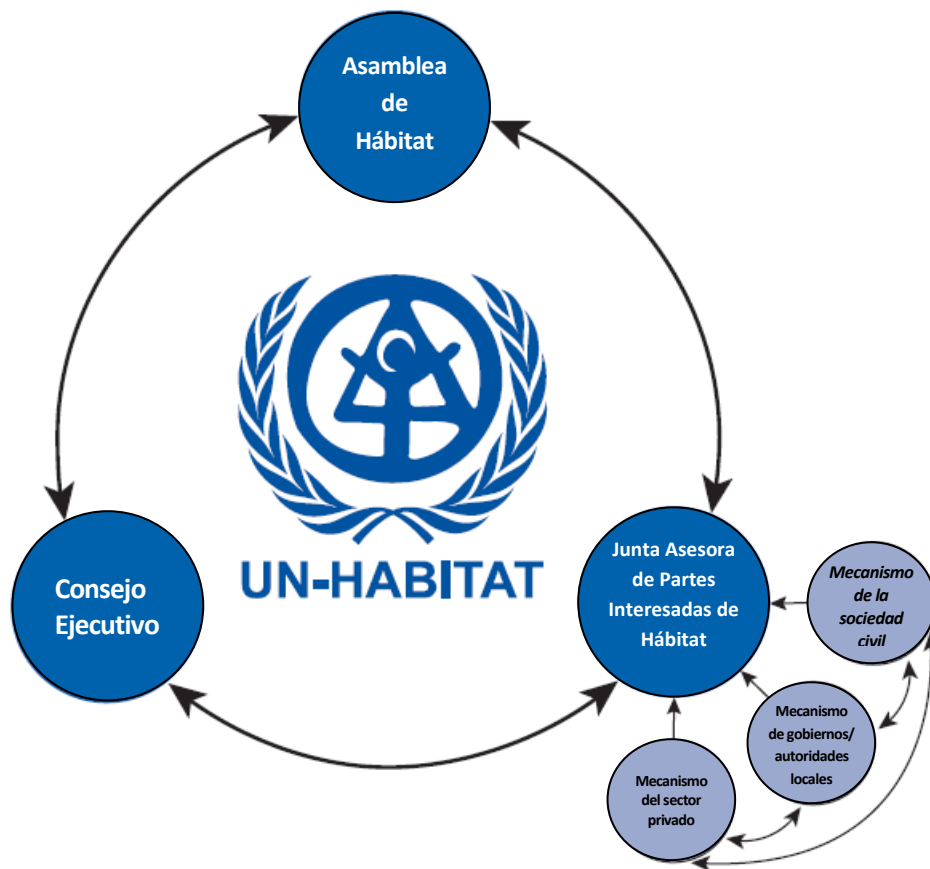 Asamblea
de
Hábitat
UN-HABITAT
Consejo
Ejecutivo
Junta Asesora
de Partes
Interesadas de
Hábitat
Mecanismo
de la
sociedad
civil
Mecanismo
de gobiernos/
autoridades
locales
Mecanismo
del sector
privado